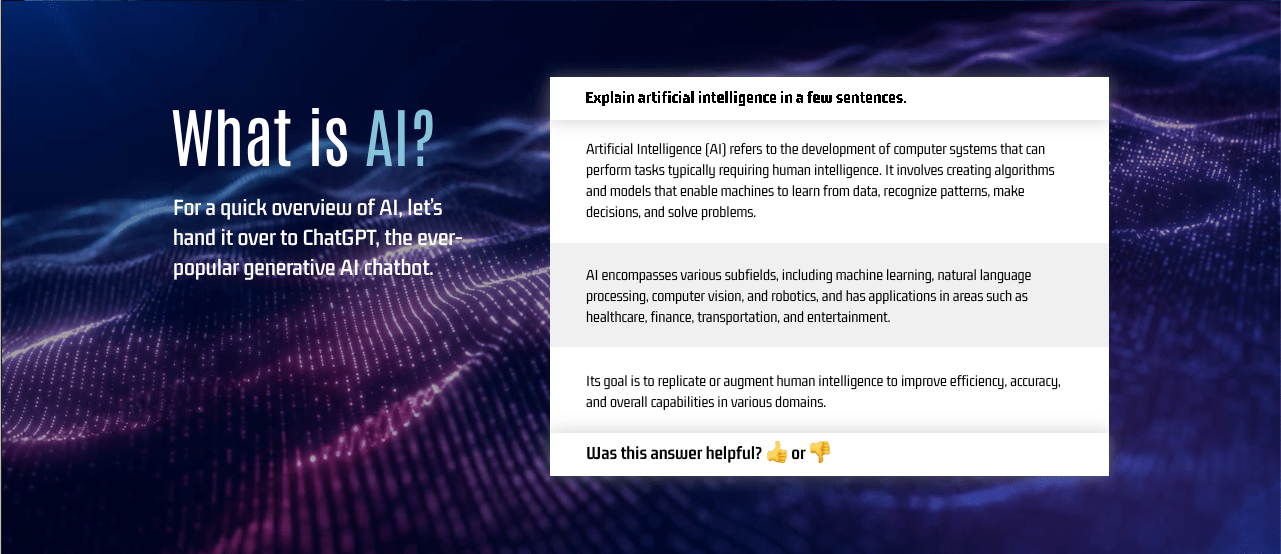 What is AI?
For a quick overview of AI, let's
hand it over to ChatGPT, the ever-
popular generative AI chatbot.
Explain artificial intelligence in a few sentences.
Artificial Intelligence (AI) refers to the development of computer systems that can
perform tasks typically requiring human intelligence. It involves creating algorithms
and models that enable machines to learn from data, recognize patterns, make
decisions, and solve problems.
AI encompasses various subfields, including machine learning, natural language
processing, computer vision, and robotics, and has applications in areas such as
healthcare, finance, transportation, and entertainment.
Its goal is to replicate or augment human intelligence to improve efficiency, accuracy,
and overall capabilities in various domains.
Was this answer helpful? 👍 or 👎